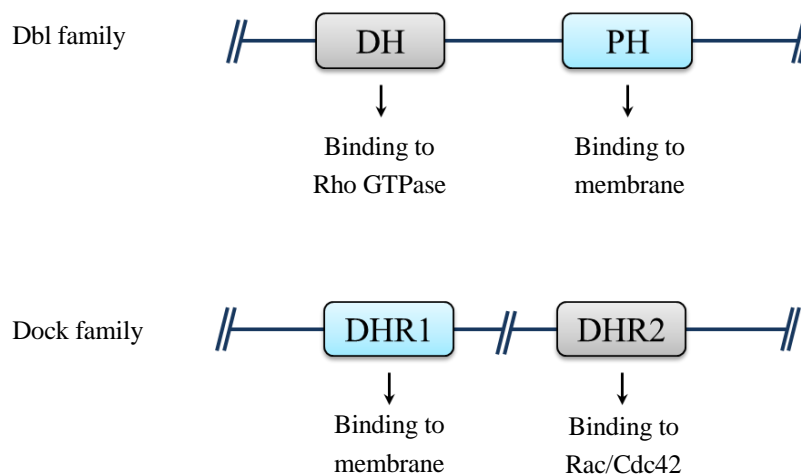 Dbl family
DH
PH
Binding to
Rho GTPase
Binding to
membrane
Dock family
DHR1
DHR2
Binding to
membrane
Binding to
Rac/Cdc42